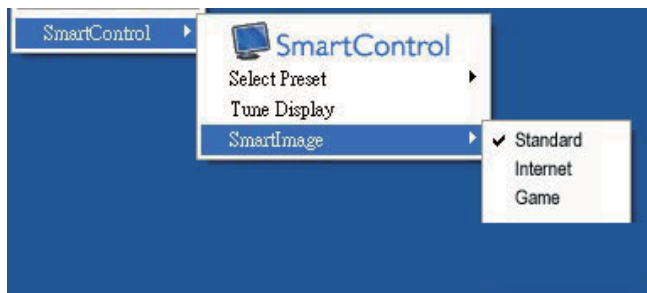 SmartControl
SmartControl
Select Preset
Tune Display
SmartImage
Standard
Internet
Game